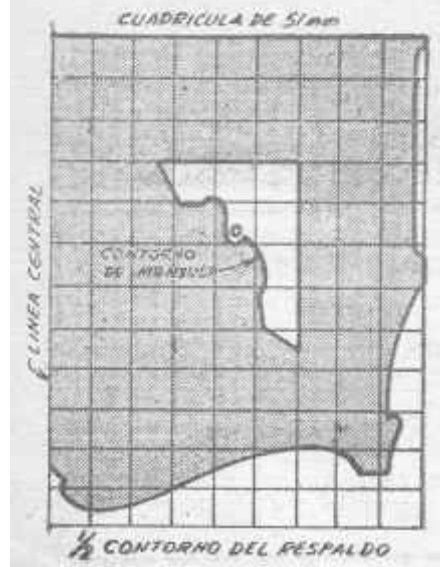 CUADRICULA DE 51mm
LINEA CENTRAL
CONTORNO
DE MENSULA
½ CONTORNO DEL RESPALDO